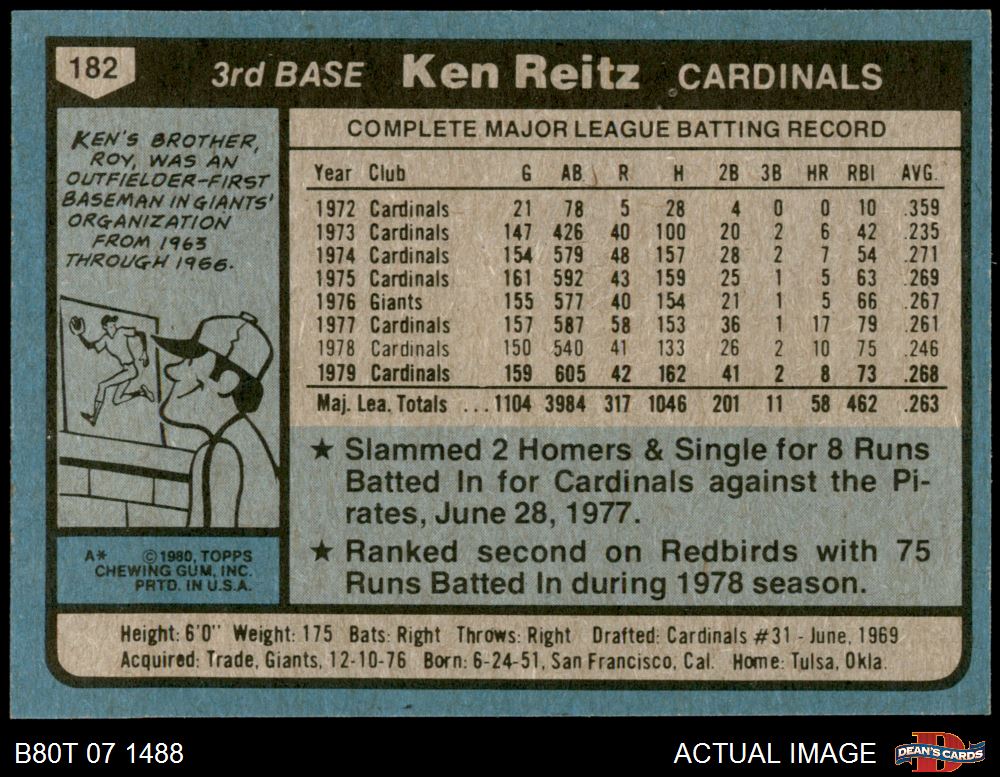 182
3rd BASE Ken Reitz CARDINALS
KEN'S BROTHER,
ROY, WAS AN
OUTFIELDER-FIRST
BASEMAN IN GIANTS'
ORGANIZATION
FROM 1963
THROUGH 1966.
A* ©1980, TOPPS
CHEWING GUM, INC.
PRTD. IN U.S.A.
COMPLETE MAJOR LEAGUE BATTING RECORD
Year Club G AB R H 2B 3B HR RBI AVG.
1972 Cardinals 21 78 5 28 4 0 0 10 .359
1973 Cardinals 147 426 40 100 20 2 6 42 .235
1974 Cardinals 154 579 48 157 28 2 7 54 .271
1975 Cardinals 161 592 43 159 25 1 5 63 .269
1976 Giants 155 577 40 154 21 1 5 66 .267
1977 Cardinals 157 587 58 153 36 1 17 79 .261
1978 Cardinals 150 540 41 133 26 2 10 75 .246
1979 Cardinals 159 605 42 162 41 2 8 73 .268
Maj. Lea. Totals ...1104 3984 317 1046 201 11 58 462 .263
★ Slammed 2 Homers & Single for 8 Runs
Batted In for Cardinals against the Pi-
rates, June 28, 1977.
★ Ranked second on Redbirds with 75
Runs Batted In during 1978 season.
Height: 6'0" Weight: 175 Bats: Right Throws: Right Drafted: Cardinals #31 - June, 1969
Acquired: Trade, Giants, 12-10-76 Born: 6-24-51, San Francisco, Cal. Home: Tulsa, Okla.
B80T 07 1488
ACTUAL IMAGE
DEAN'S CARDS